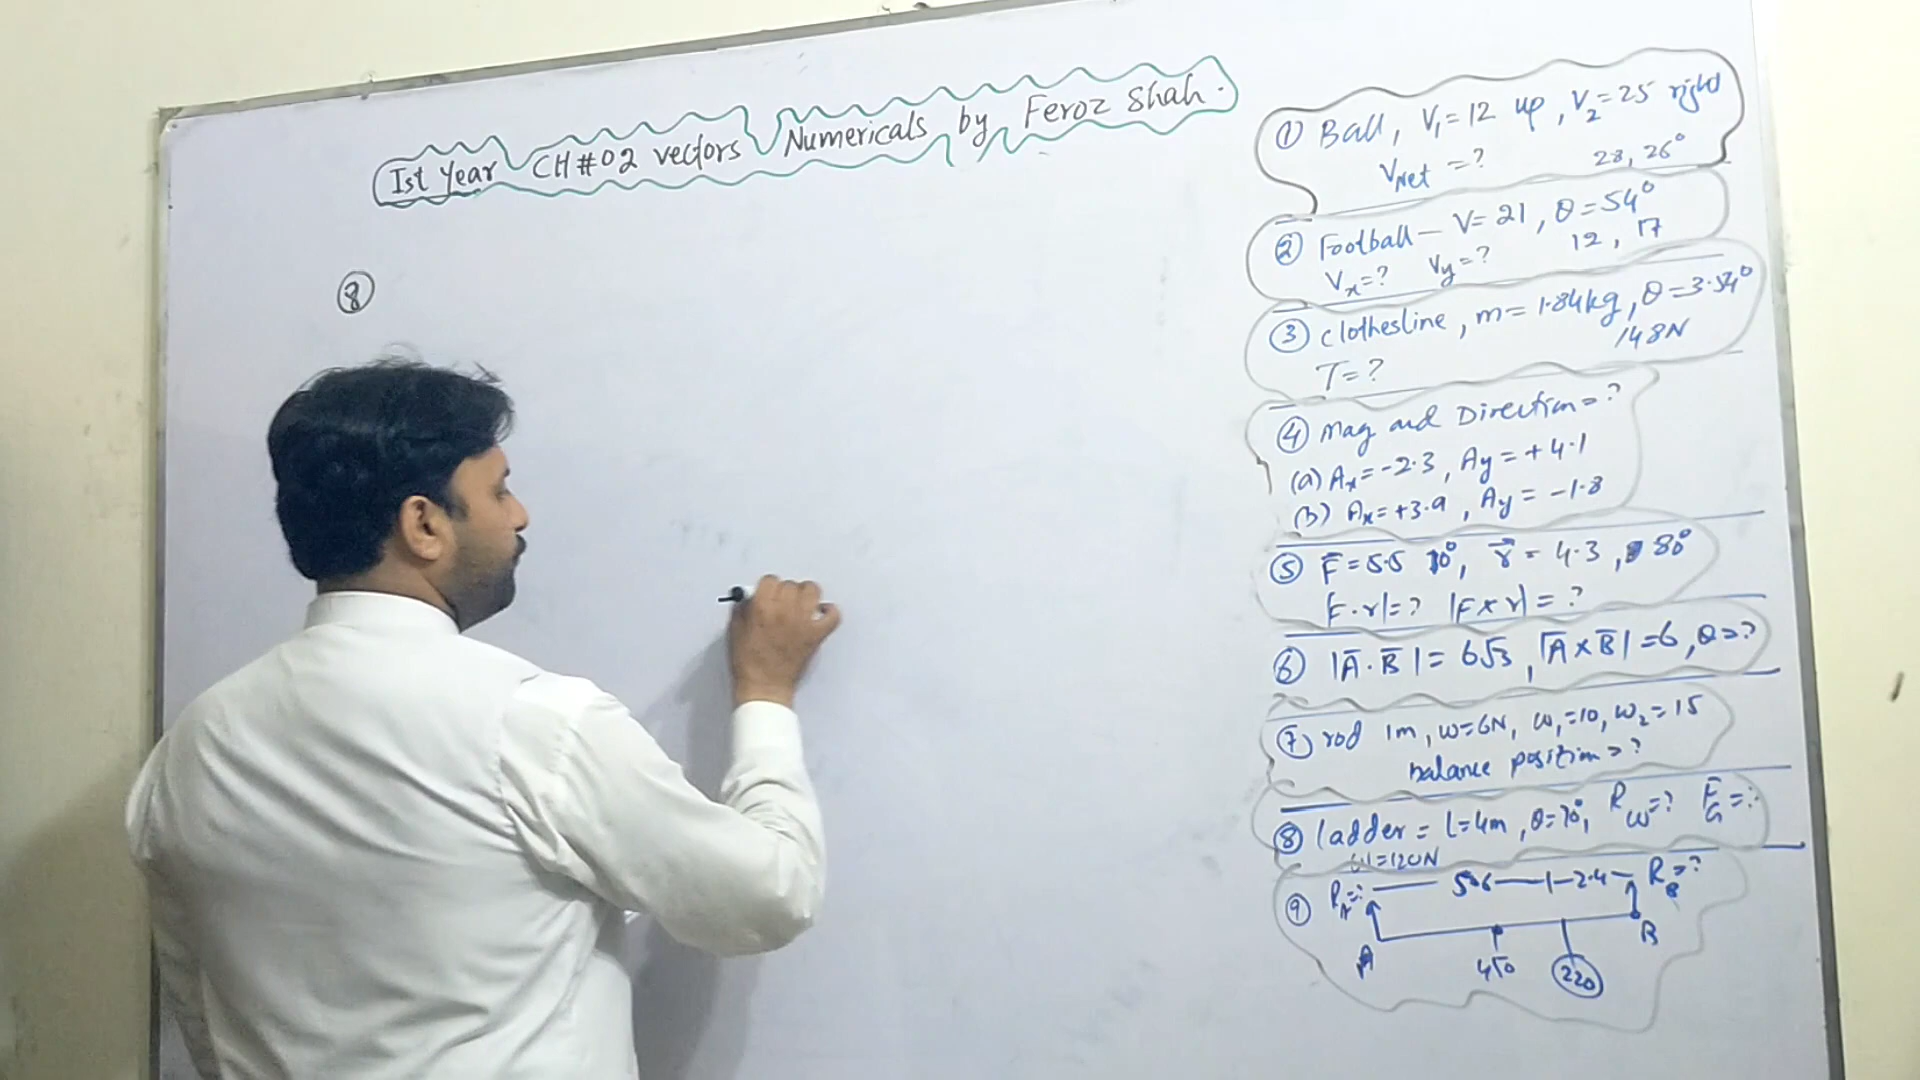 Ist Year CH#02 vectors Numericals by Feroz Shah.
⑧
① Ball, V₁=12 up, V₂=25 right
VNet =? 28, 26°
② Football – V=21, θ=54°
Vx=? Vy=? 12, 17
③ Clothesline, m=1.84kg, θ=3.54°
T=? 148N
④ Mag and Direction=?
(a) Ax=-2.3, Ay=+4.1
(b) Ax=+3.9, Ay=-1.8
⑤ F=5.5 10°, r=4.3, 80°
|F·r|=? |F×r|=?
⑥ |A·B|=6√3, |A×B|=6, θ=?
⑦ rod 1m, w=6N, w₁=10, w₂=15
balance position=?
⑧ ladder = L=4m, θ=70°, Rw=? FG=?
W=120N
⑨ RA=? 5.6 2.4 RB=?
A 450 220 B